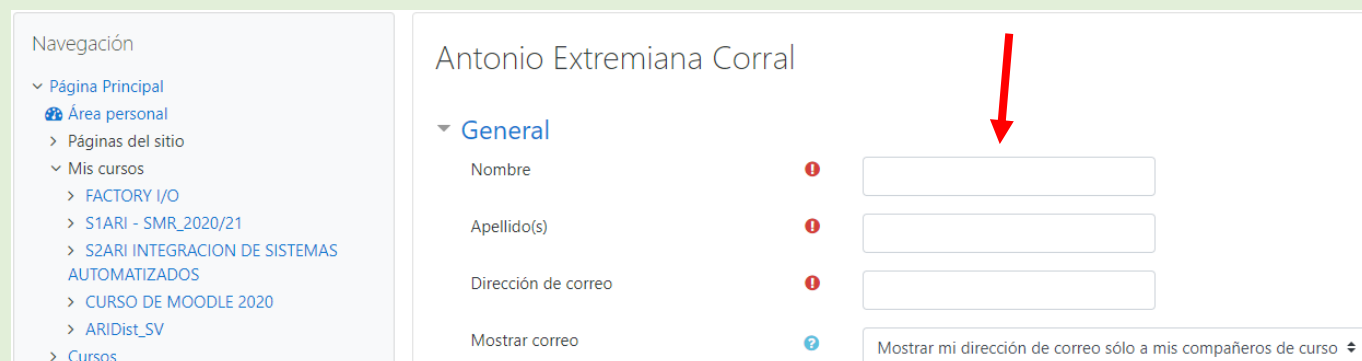 Navegación
Página Principal
Área personal
Páginas del sitio
Mis cursos
FACTORY I/O
S1ARI - SMR_2020/21
S2ARI INTEGRACION DE SISTEMAS
AUTOMATIZADOS
CURSO DE MOODLE 2020
ARIDist_SV
Cursos
Antonio Extremiana Corral
General
Nombre
Apellido(s)
Dirección de correo
Mostrar correo
Mostrar mi dirección de correo sólo a mis compañeros de curso